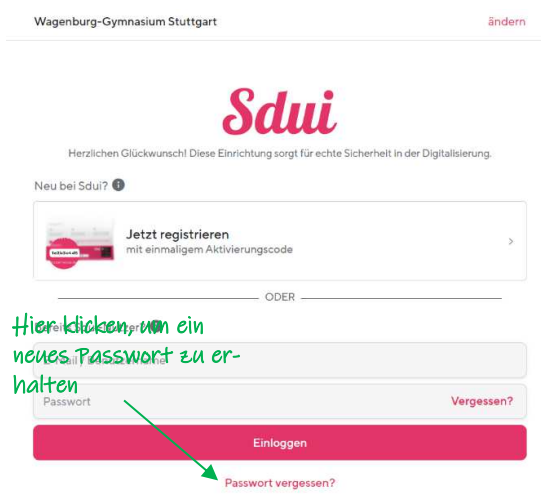 Wagenburg-Gymnasium Stuttgart ändern
Sdui
Herzlichen Glückwunsch! Diese Einrichtung sorgt für echte Sicherheit in der Digitalisierung.
Neu bei Sdui?
Jetzt registrieren
mit einmaligem Aktivierungscode
ODER
Hier klicken, um ein
neues Passwort zu er-
halten
Passwort Vergessen?
Einloggen
Passwort vergessen?